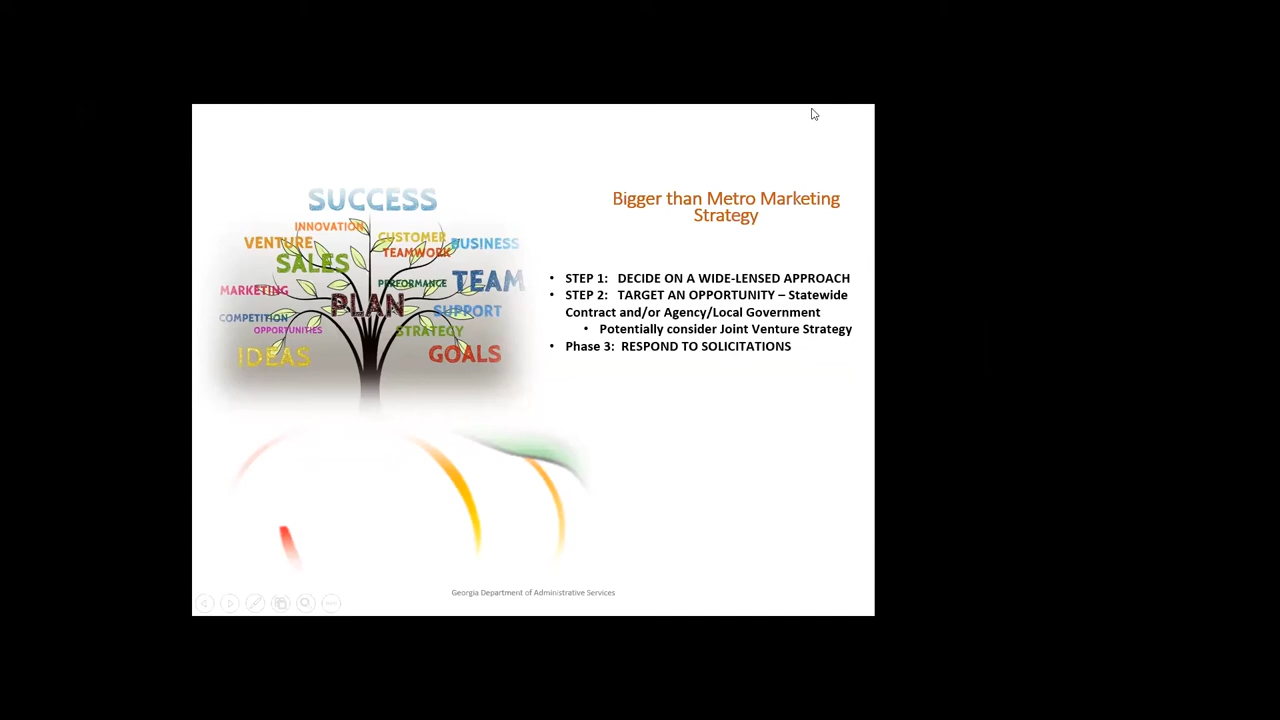 SUCCESS
INNOVATION
CUSTOMER
VENTURE
TEAMWORK
BUSINESS
SALES
PERFORMANCE
TEAM
MARKETING
PLAN
SUPPORT
COMPETITION
OPPORTUNITIES
STRATEGY
IDEAS
GOALS
Bigger than Metro Marketing
Strategy
• STEP 1: DECIDE ON A WIDE-LENSED APPROACH
• STEP 2: TARGET AN OPPORTUNITY – Statewide
Contract and/or Agency/Local Government
• Potentially consider Joint Venture Strategy
• Phase 3: RESPOND TO SOLICITATIONS
Georgia Department of Administrative Services